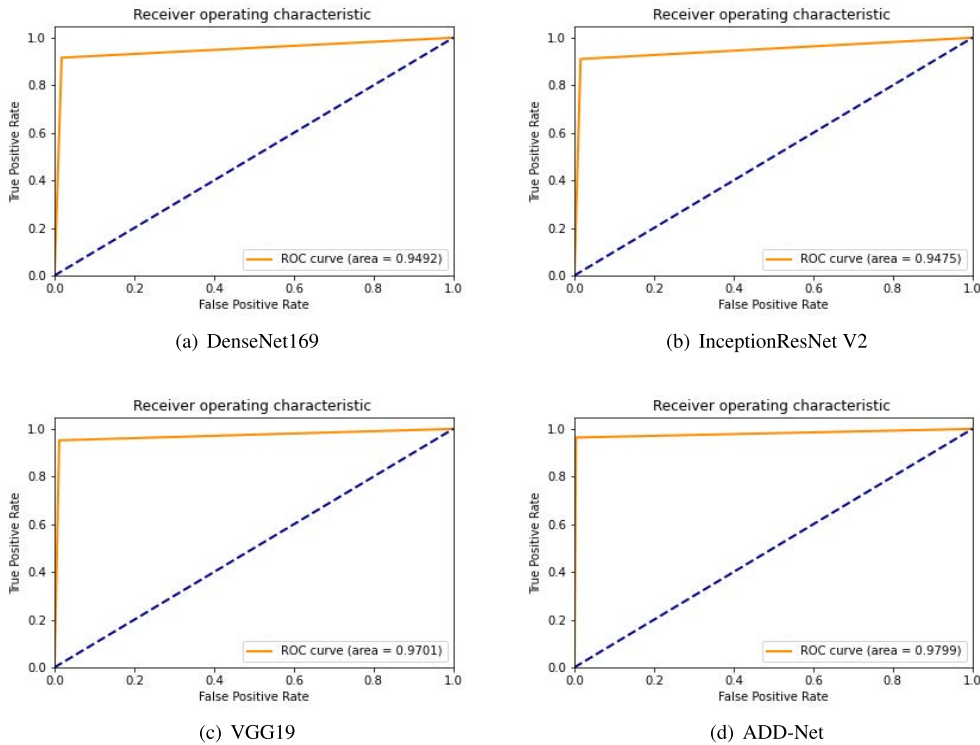 Receiver operating characteristic
1.0
0.8
0.6
0.4
0.2
0.0
True Positive Rate
ROC curve (area = 0.9492)
0.0 0.2 0.4 0.6 0.8 1.0
False Positive Rate
(a) DenseNet169
Receiver operating characteristic
1.0
0.8
0.6
0.4
0.2
0.0
True Positive Rate
ROC curve (area = 0.9475)
0.0 0.2 0.4 0.6 0.8 1.0
False Positive Rate
(b) InceptionResNet V2
Receiver operating characteristic
1.0
0.8
0.6
0.4
0.2
0.0
True Positive Rate
ROC curve (area = 0.9701)
0.0 0.2 0.4 0.6 0.8 1.0
False Positive Rate
(c) VGG19
Receiver operating characteristic
1.0
0.8
0.6
0.4
0.2
0.0
True Positive Rate
ROC curve (area = 0.9799)
0.0 0.2 0.4 0.6 0.8 1.0
False Positive Rate
(d) ADD-Net